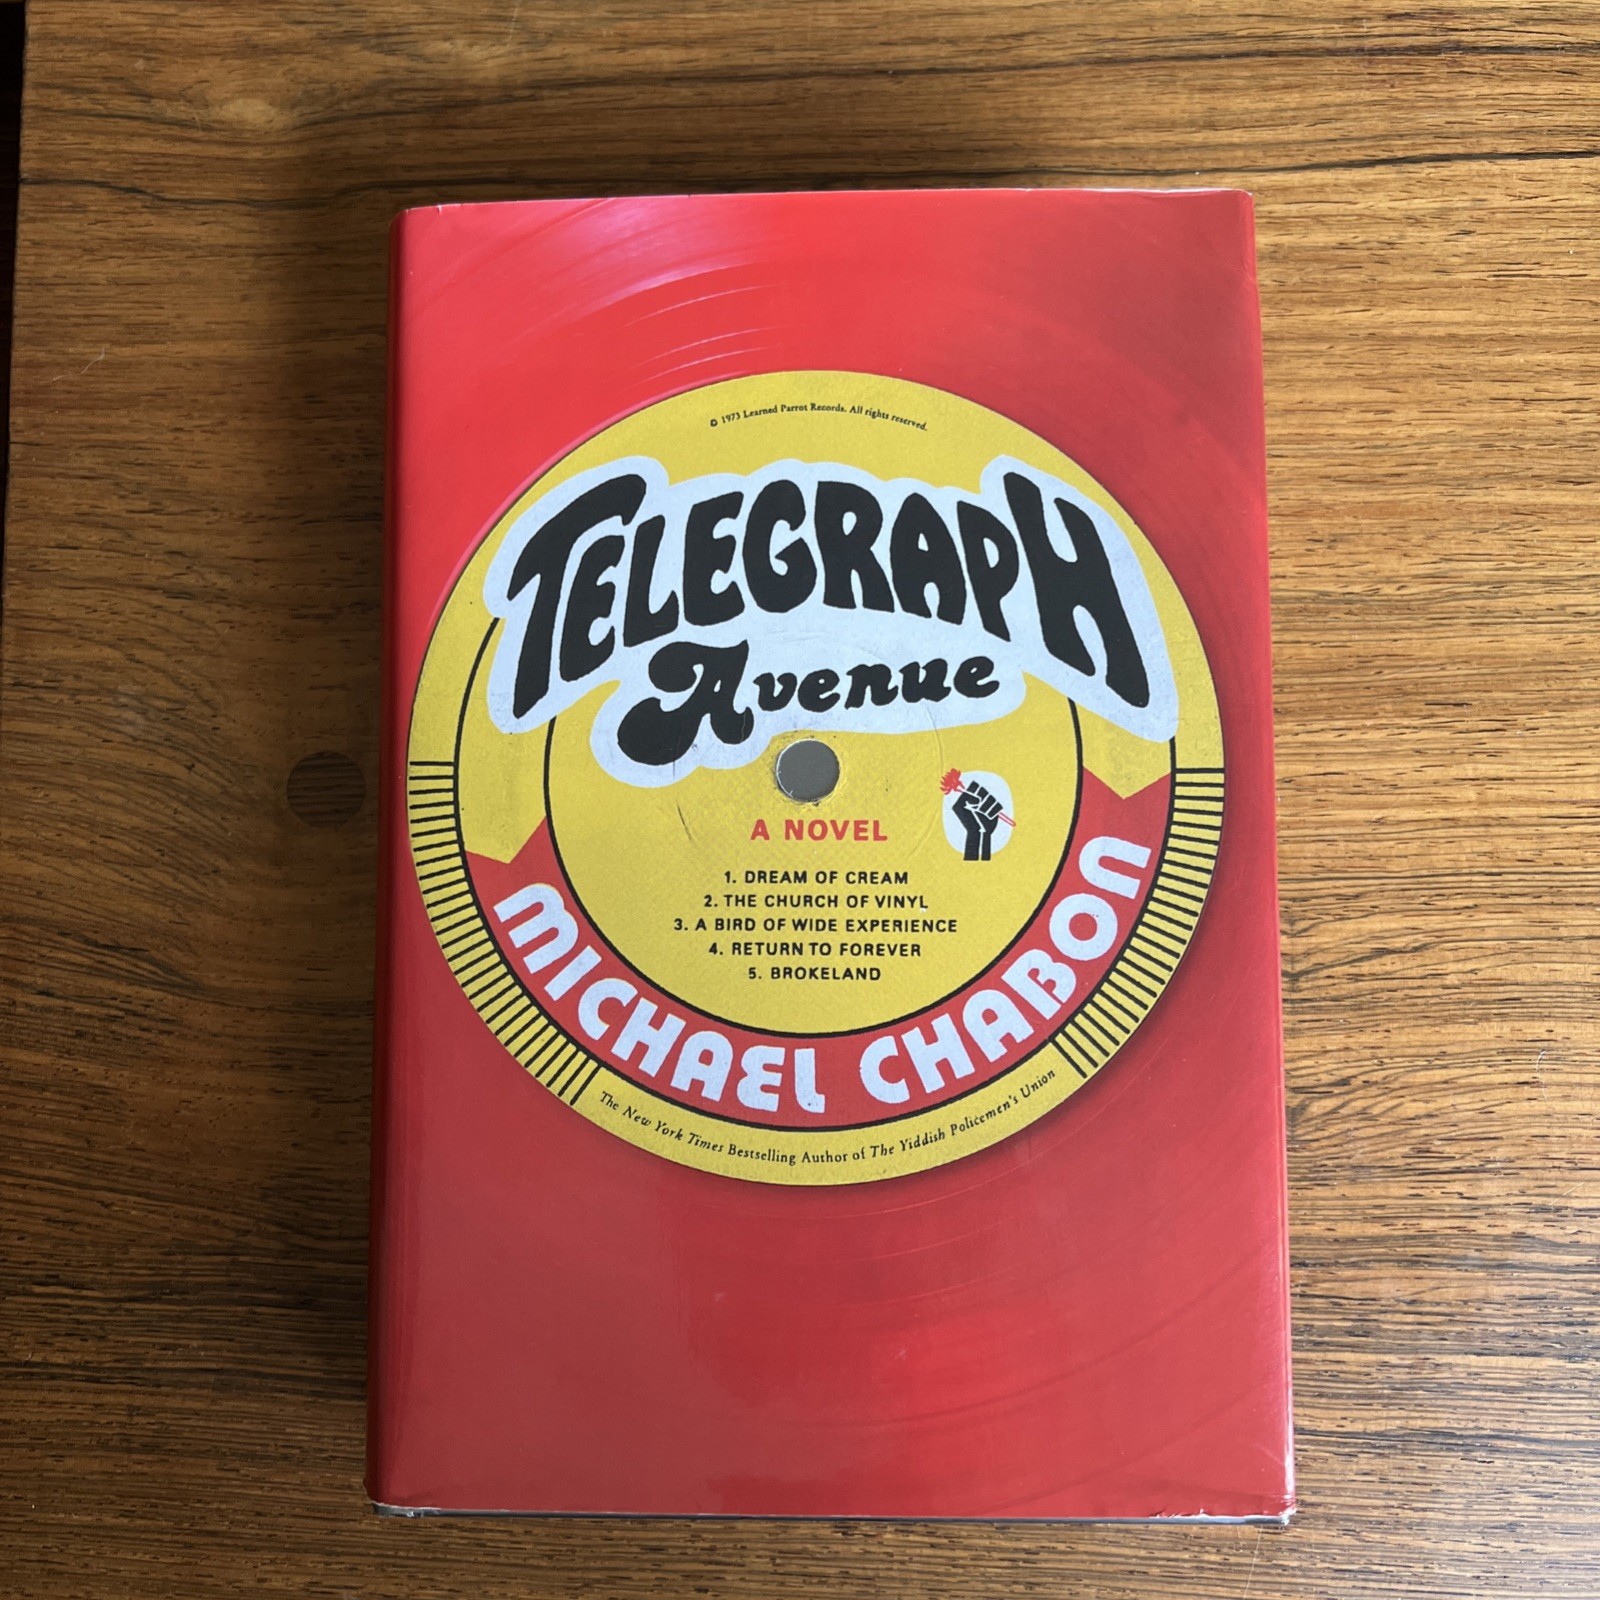 © 1973 Learned Parrot Records. All rights reserved.
TELEGRAPH
Avenue
A NOVEL
1. DREAM OF CREAM
2. THE CHURCH OF VINYL
3. A BIRD OF WIDE EXPERIENCE
4. RETURN TO FOREVER
5. BROKELAND
MICHAEL CHABON
The New York Times Bestselling Author of The Yiddish Policemen's Union